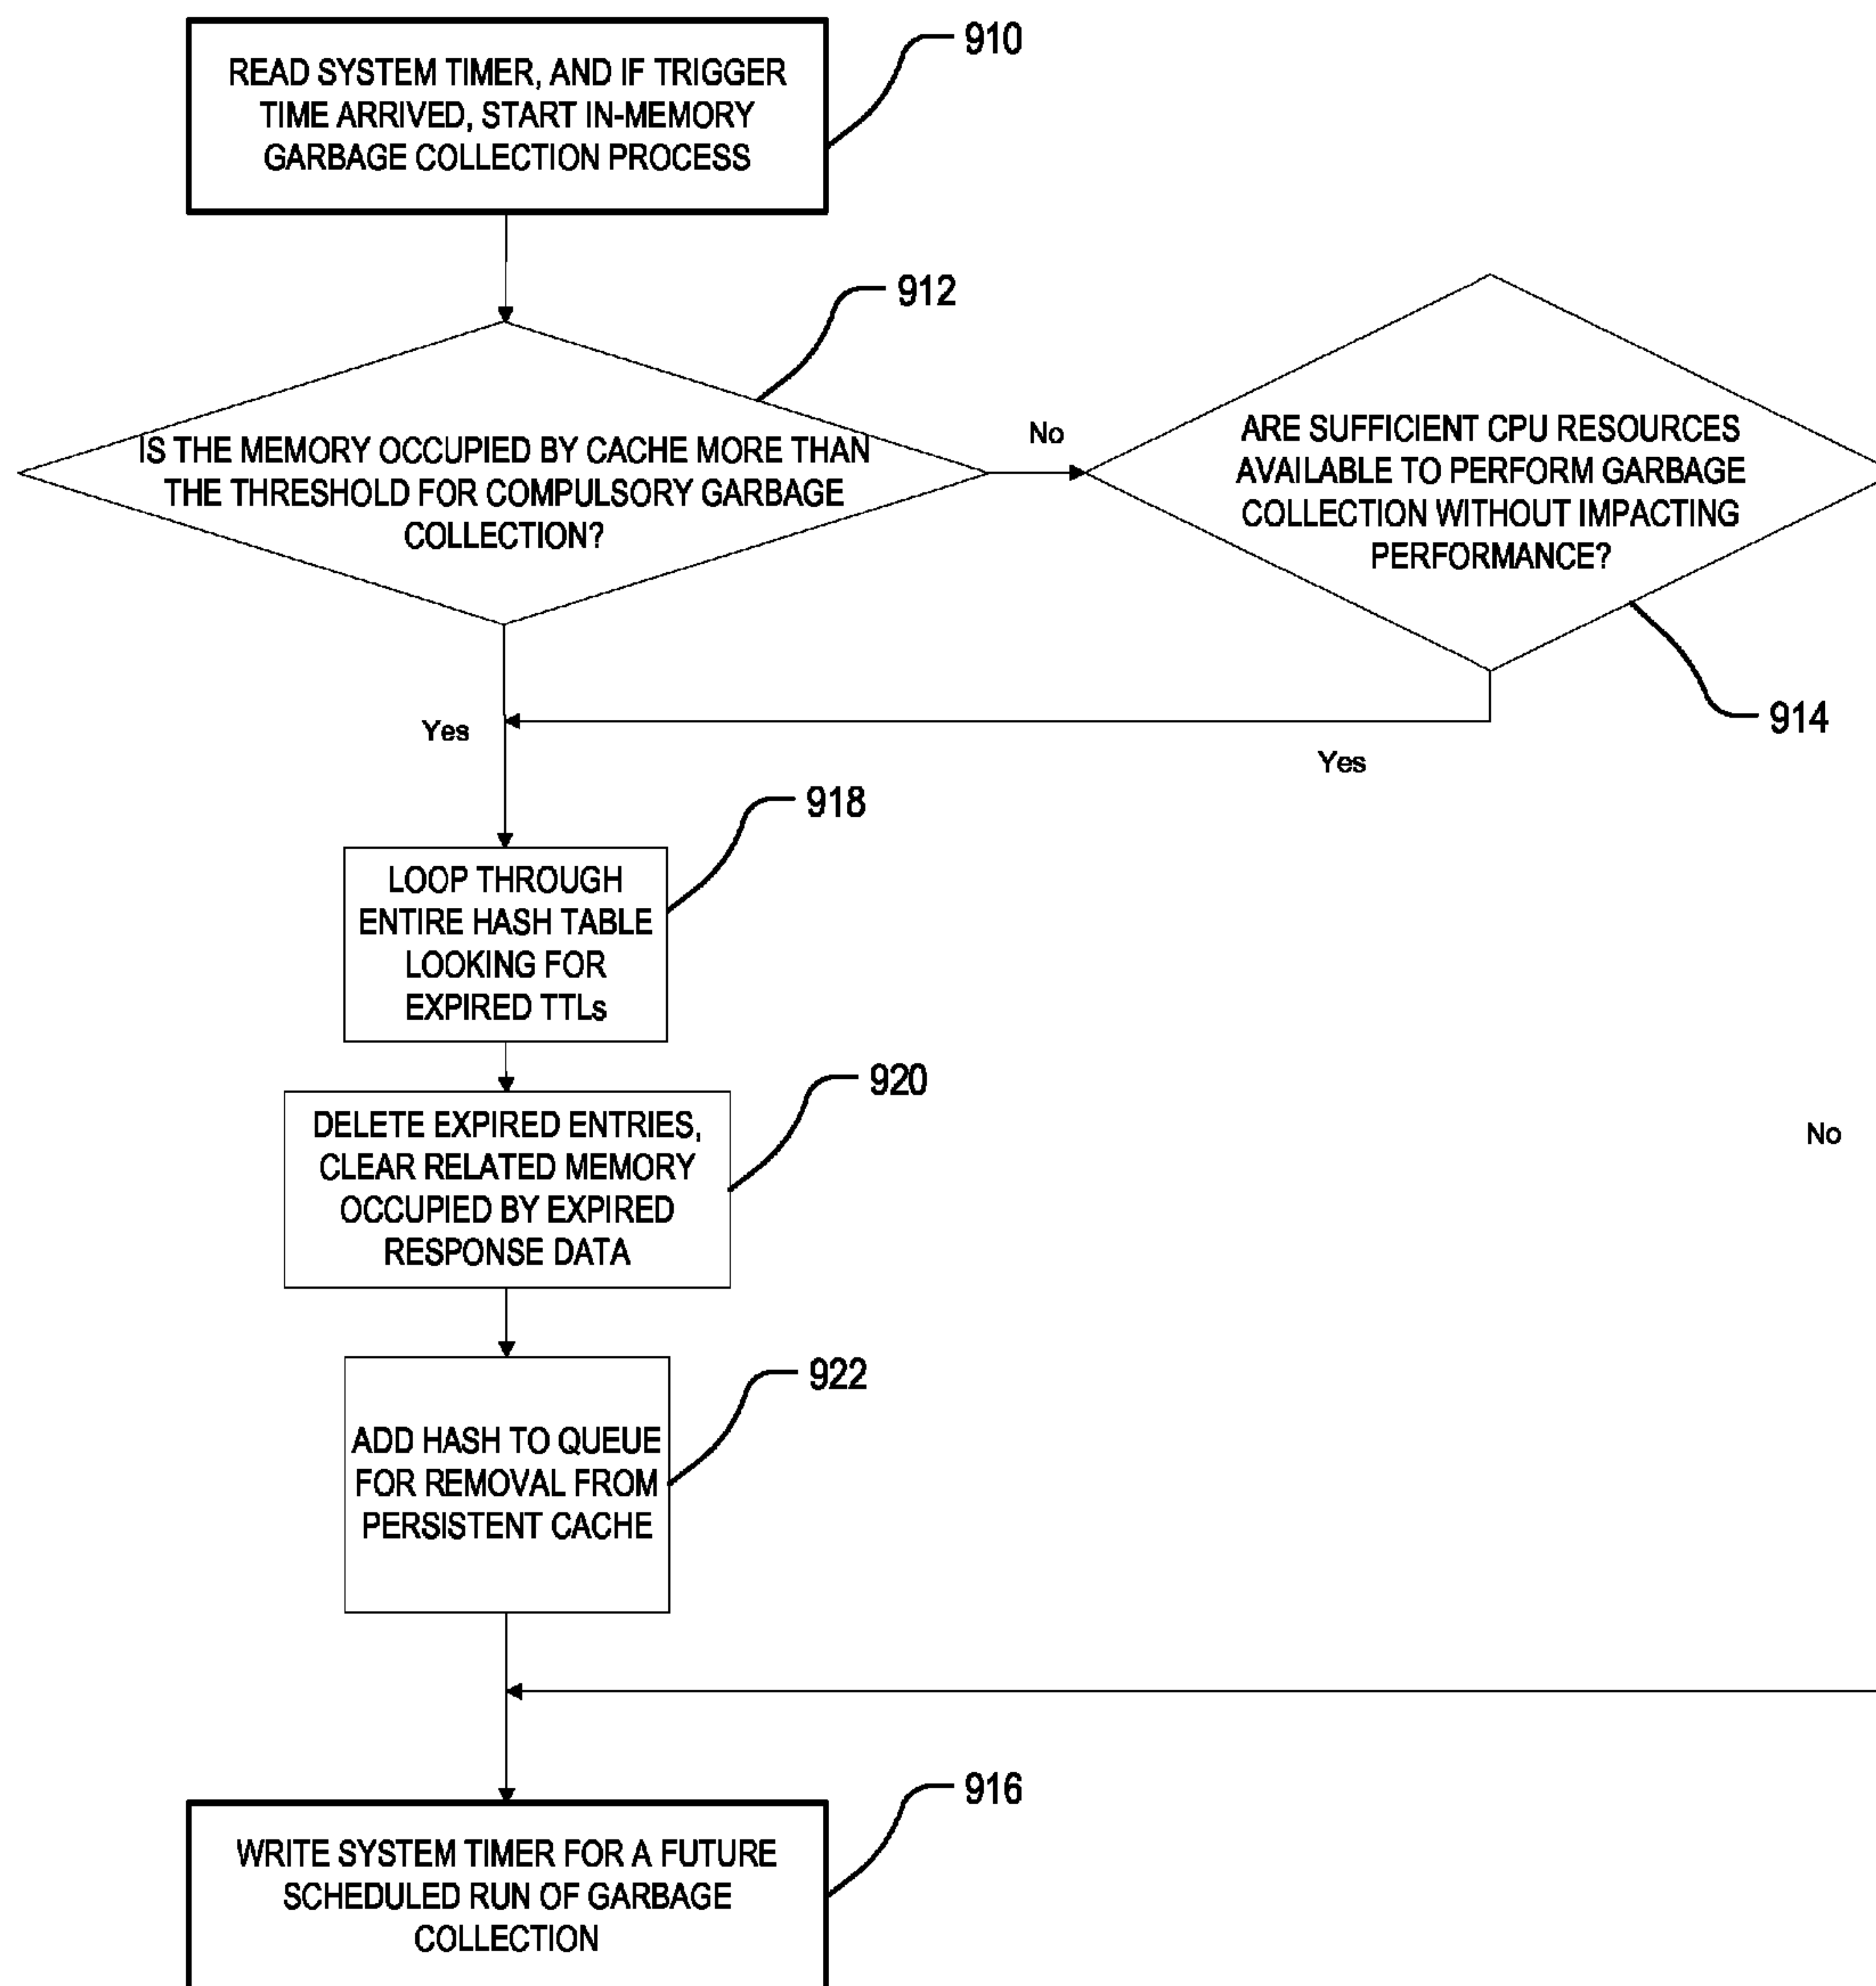 READ SYSTEM TIMER, AND IF TRIGGER
TIME ARRIVED, START IN-MEMORY
GARBAGE COLLECTION PROCESS
910
912
IS THE MEMORY OCCUPIED BY CACHE MORE THAN
THE THRESHOLD FOR COMPULSORY GARBAGE
COLLECTION?
No
ARE SUFFICIENT CPU RESOURCES
AVAILABLE TO PERFORM GARBAGE
COLLECTION WITHOUT IMPACTING
PERFORMANCE?
914
Yes
Yes
918
LOOP THROUGH
ENTIRE HASH TABLE
LOOKING FOR
EXPIRED TTLs
920
DELETE EXPIRED ENTRIES,
CLEAR RELATED MEMORY
OCCUPIED BY EXPIRED
RESPONSE DATA
No
922
ADD HASH TO QUEUE
FOR REMOVAL FROM
PERSISTENT CACHE
916
WRITE SYSTEM TIMER FOR A FUTURE
SCHEDULED RUN OF GARBAGE
COLLECTION